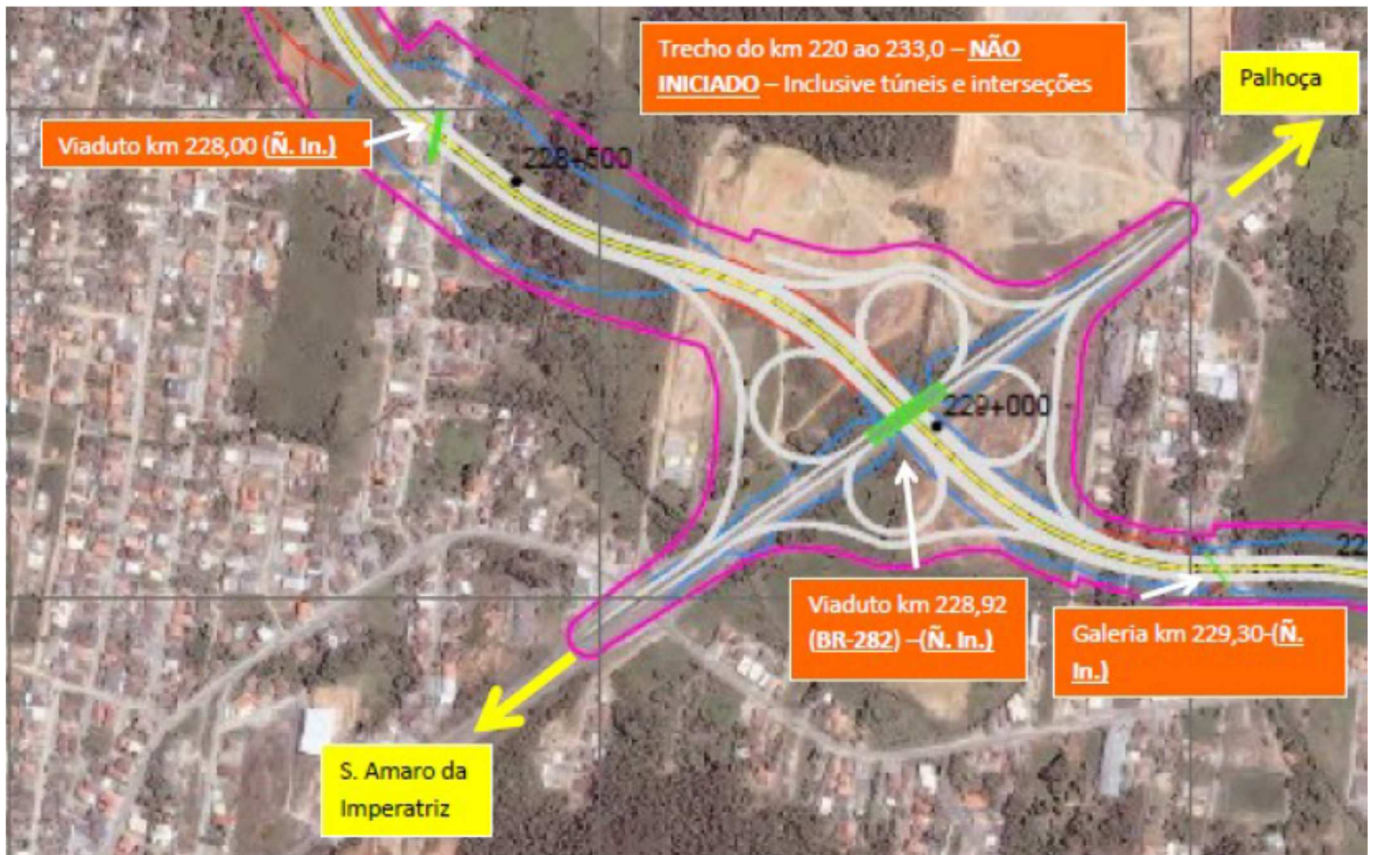 Trecho do km 220 ao 233,0 – NÃO
INICIADO – Inclusive túneis e interseções
Palhoça
Viaduto km 228,00 (Ñ. In.)
228+500
229+000
22
Viaduto km 228,92
(BR-282) –(Ñ. In.)
Galeria km 229,30-(Ñ.
In.)
S. Amaro da
Imperatriz